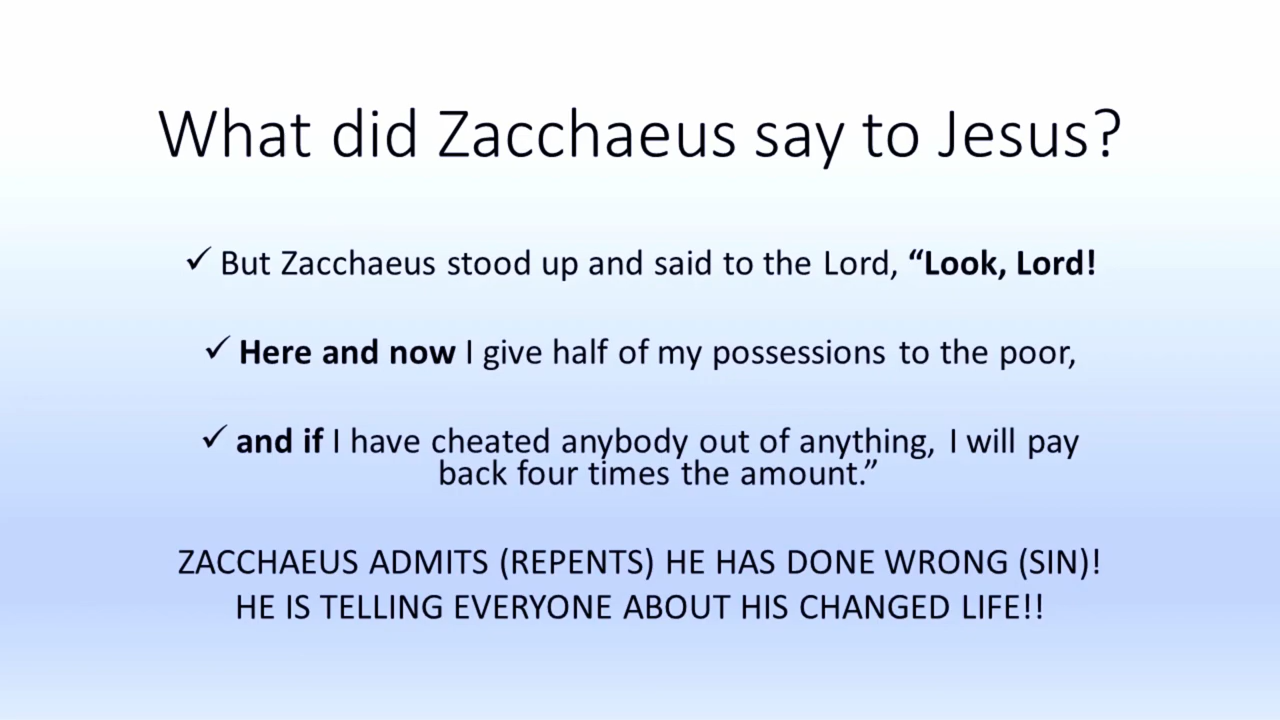 What did Zacchaeus say to Jesus?
✓ But Zacchaeus stood up and said to the Lord, “Look, Lord!
✓ Here and now I give half of my possessions to the poor,
✓ and if I have cheated anybody out of anything, I will pay
back four times the amount.”
ZACCHAEUS ADMITS (REPENTS) HE HAS DONE WRONG (SIN)!
HE IS TELLING EVERYONE ABOUT HIS CHANGED LIFE!!